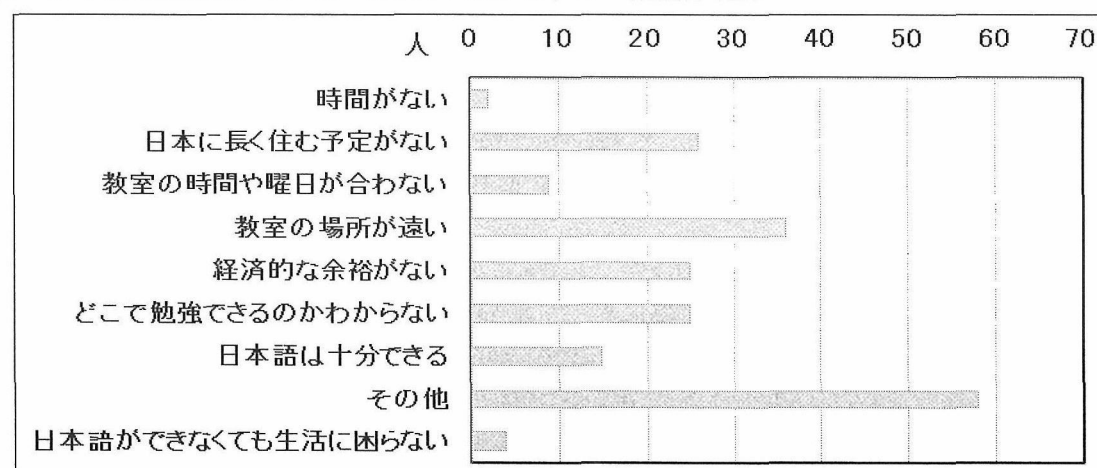 人 0 10 20 30 40 50 60 70
時間がない
日本に長く住む予定がない
教室の時間や曜日が合わない
教室の場所が遠い
経済的な余裕がない
どこで勉強できるのかわからない
日本語は十分できる
その他
日本語ができなくても生活に困らない